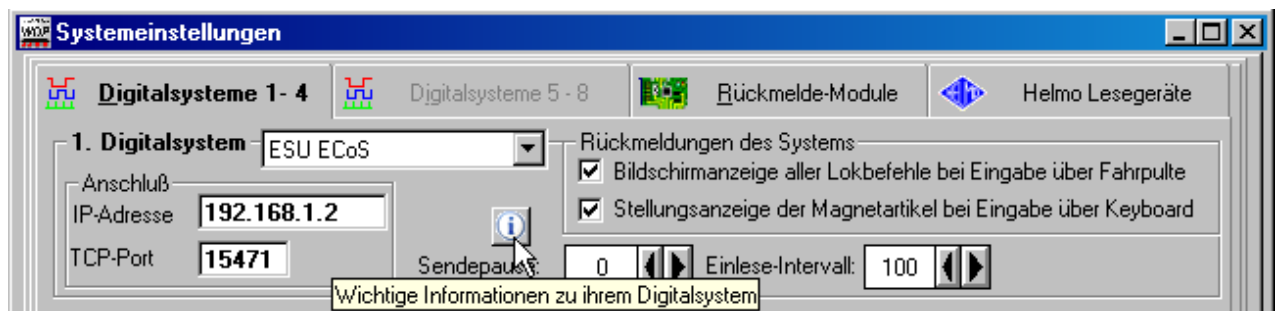 Systemeinstellungen
Digitalsysteme 1- 4
Digitalsysteme 5 - 8
Rückmelde-Module
Helmo Lesegeräte
1. Digitalsystem
ESU ECoS
Rückmeldungen des Systems
Bildschirmanzeige aller Lokbefehle bei Eingabe über Fahrpulte
Anschluß
IP-Adresse
192.168.1.2
Stellungsanzeige der Magnetartikel bei Eingabe über Keyboard
TCP-Port
15471
Sendepause:
0
Einlese-Intervall:
100
Wichtige Informationen zu ihrem Digitalsystem